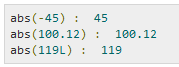 abs(-45) :  45
abs(100.12) :  100.12
abs(119L) :  119